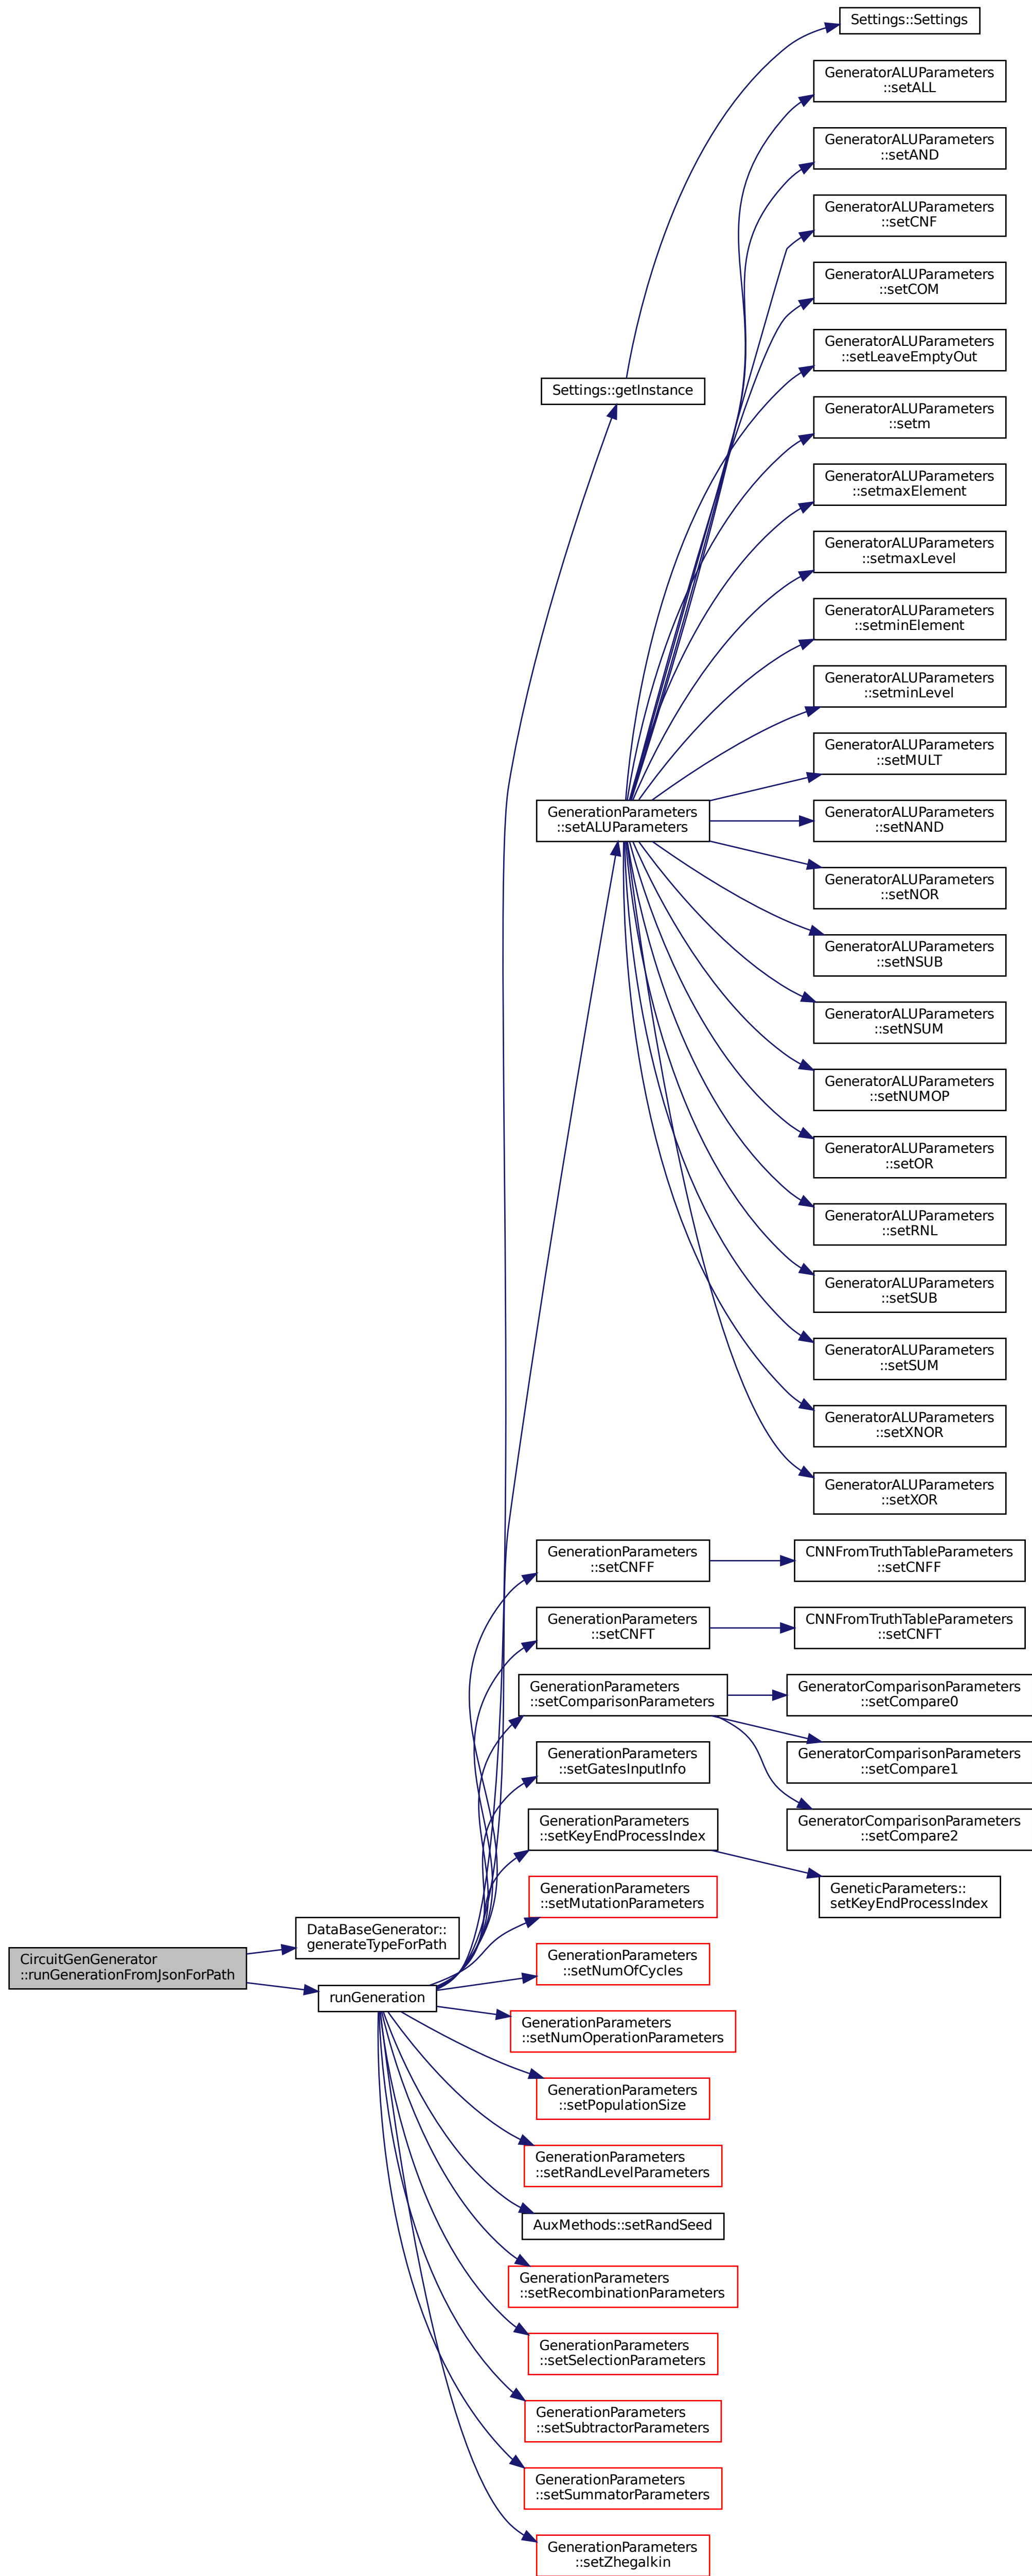 Settings::Settings
GeneratorALUParameters
::setALL
GeneratorALUParameters
::setAND
GeneratorALUParameters
::setCNF
GeneratorALUParameters
::setCOM
GeneratorALUParameters
::setLeaveEmptyOut
Settings::getInstance
GeneratorALUParameters
::setm
GeneratorALUParameters
::setmaxElement
GeneratorALUParameters
::setmaxLevel
GeneratorALUParameters
::setminElement
GeneratorALUParameters
::setminLevel
GeneratorALUParameters
::setMULT
GenerationParameters
::setALUParameters
GeneratorALUParameters
::setNAND
GeneratorALUParameters
::setNOR
GeneratorALUParameters
::setNSUB
GeneratorALUParameters
::setNSUM
GeneratorALUParameters
::setNUMOP
GeneratorALUParameters
::setOR
GeneratorALUParameters
::setRNL
GeneratorALUParameters
::setSUB
GeneratorALUParameters
::setSUM
GeneratorALUParameters
::setXNOR
GeneratorALUParameters
::setXOR
GenerationParameters
::setCNFF
CNNFromTruthTableParameters
::setCNFF
GenerationParameters
::setCNFT
CNNFromTruthTableParameters
::setCNFT
GenerationParameters
::setComparisonParameters
GeneratorComparisonParameters
::setCompare0
GenerationParameters
::setGatesInputInfo
GeneratorComparisonParameters
::setCompare1
GenerationParameters
::setKeyEndProcessIndex
GeneratorComparisonParameters
::setCompare2
GenerationParameters
::setMutationParameters
GeneticParameters::
setKeyEndProcessIndex
DataBaseGenerator::
generateTypeForPath
CircuitGenGenerator
::runGenerationFromJsonForPath
GenerationParameters
::setNumOfCycles
runGeneration
GenerationParameters
::setNumOperationParameters
GenerationParameters
::setPopulationSize
GenerationParameters
::setRandLevelParameters
AuxMethods::setRandSeed
GenerationParameters
::setRecombinationParameters
GenerationParameters
::setSelectionParameters
GenerationParameters
::setSubtractorParameters
GenerationParameters
::setSummatorParameters
GenerationParameters
::setZhegalkin